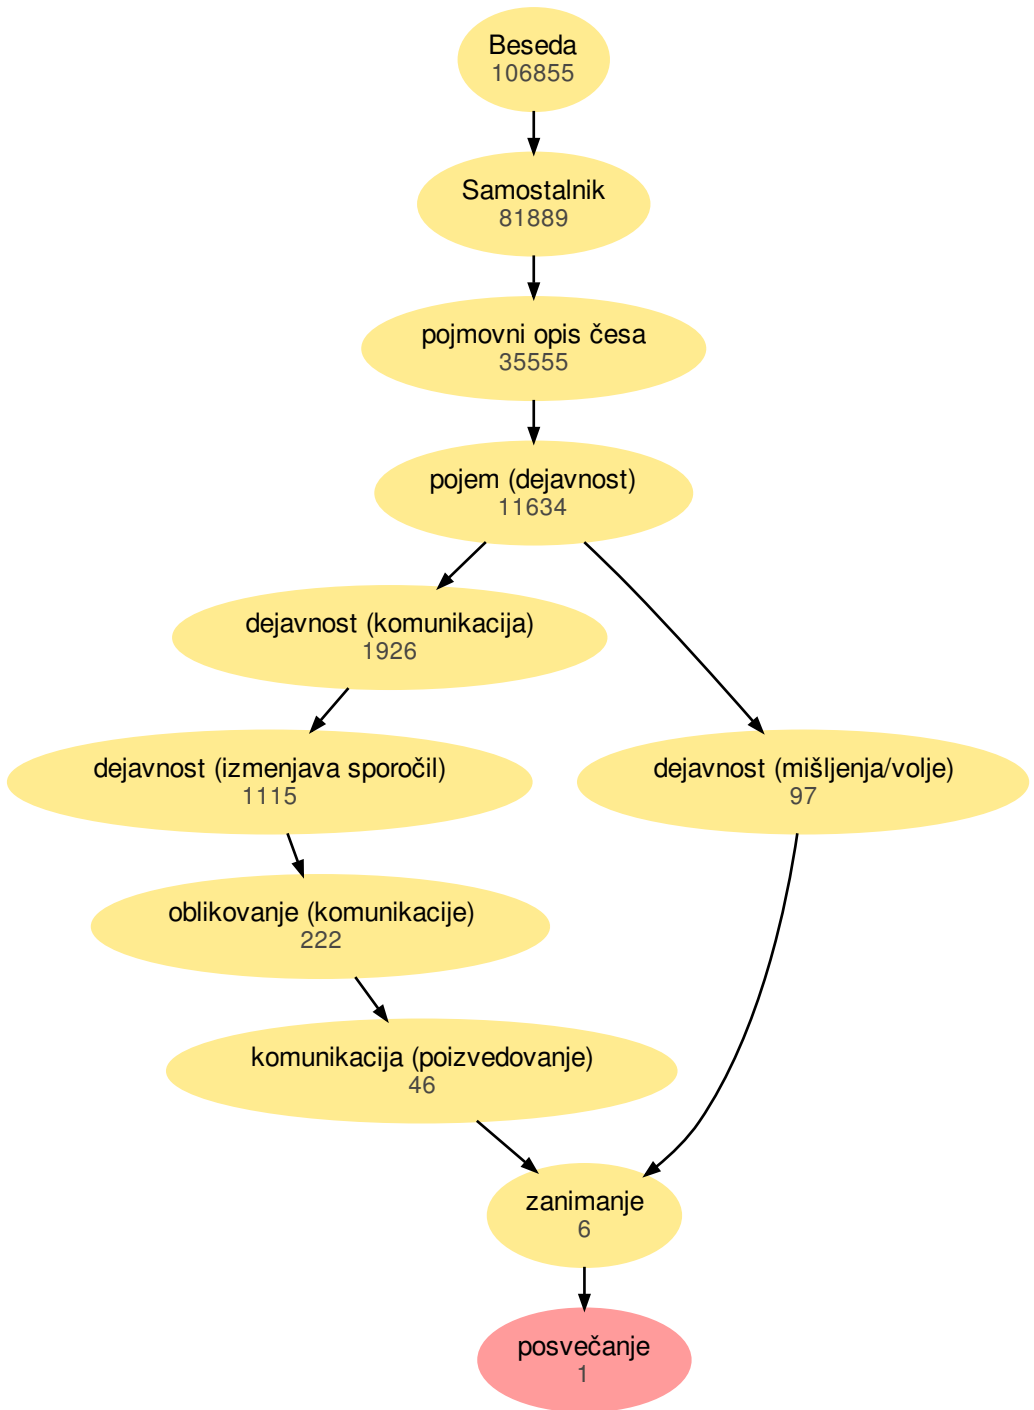 Beseda
106855
Samostalnik
81889
pojmovni opis česa
35555
pojem (dejavnost)
11634
dejavnost (komunikacija)
1926
dejavnost (izmenjava sporočil)
1115
dejavnost (mišljenja/volje)
97
oblikovanje (komunikacije)
222
komunikacija (poizvedovanje)
46
zanimanje
6
posvečanje
1